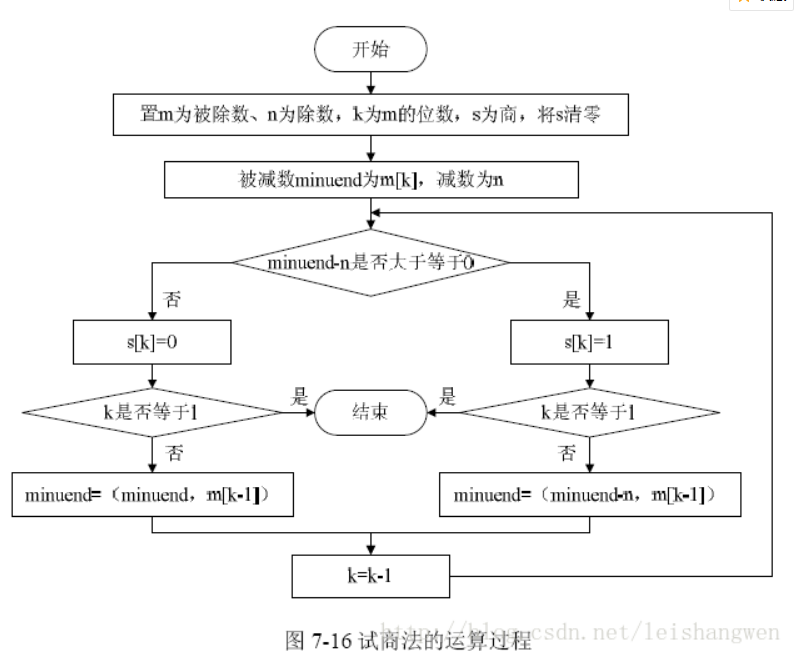 开始
置m为被除数、n为除数，k为m的位数，s为商，将s清零
被减数minuend为m[k]，减数为n
minuend-n是否大于等于0
否
是
s[k]=0
s[k]=1
k是否等于1
是
结束
是
k是否等于1
否
否
minuend=（minuend，m[k-1]）
minuend=（minuend-n，m[k-1]）
k=k-1
图 7-16 试商法的运算过程
http://blog.csdn.net/leishangwen